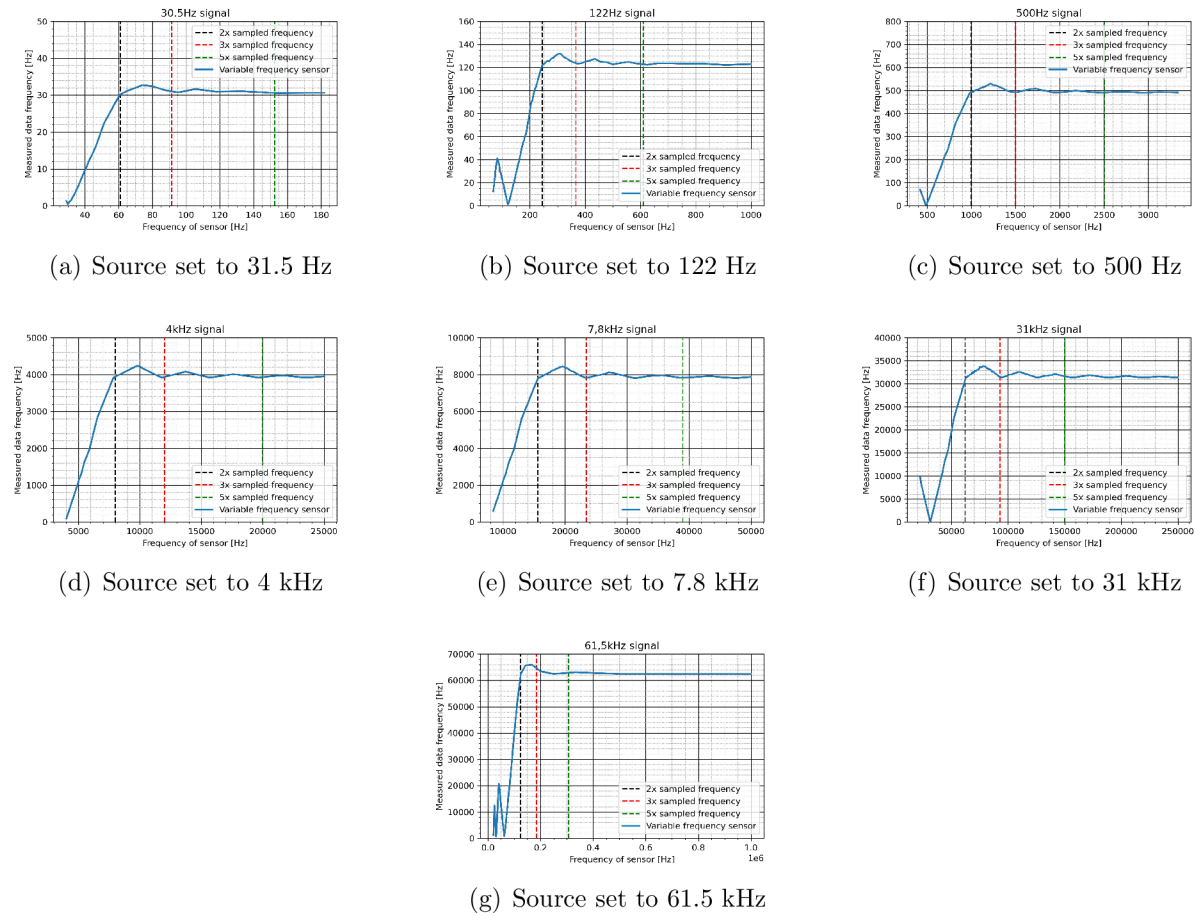 30.5Hz signal
Measured data frequency [Hz]
50
40
30
20
10
0
2x sampled frequency
3x sampled frequency
5x sampled frequency
Variable frequency sensor
40 60 80 100 120 140 160 180
Frequency of sensor [Hz]
(a) Source set to 31.5 Hz
122Hz signal
Measured data frequency [Hz]
160
140
120
100
80
60
40
20
0
2x sampled frequency
3x sampled frequency
5x sampled frequency
Variable frequency sensor
200 400 600 800 1000
Frequency of sensor [Hz]
(b) Source set to 122 Hz
500Hz signal
Measured data frequency [Hz]
800
700
600
500
400
300
200
100
0
2x sampled frequency
3x sampled frequency
5x sampled frequency
Variable frequency sensor
500 1000 1500 2000 2500 3000
Frequency of sensor [Hz]
(c) Source set to 500 Hz
4kHz signal
Measured data frequency [Hz]
5000
4000
3000
2000
1000
0
2x sampled frequency
3x sampled frequency
5x sampled frequency
Variable frequency sensor
5000 10000 15000 20000 25000
Frequency of sensor [Hz]
(d) Source set to 4 kHz
7,8kHz signal
Measured data frequency [Hz]
10000
8000
6000
4000
2000
0
2x sampled frequency
3x sampled frequency
5x sampled frequency
Variable frequency sensor
10000 20000 30000 40000 50000
Frequency of sensor [Hz]
(e) Source set to 7.8 kHz
31kHz signal
Measured data frequency [Hz]
40000
35000
30000
25000
20000
15000
10000
5000
0
2x sampled frequency
3x sampled frequency
5x sampled frequency
Variable frequency sensor
50000 100000 150000 200000 250000
Frequency of sensor [Hz]
(f) Source set to 31 kHz
61,5kHz signal
Measured data frequency [Hz]
70000
60000
50000
40000
30000
20000
10000
0
2x sampled frequency
3x sampled frequency
5x sampled frequency
Variable frequency sensor
0.0 0.2 0.4 0.6 0.8 1.0
1e6
Frequency of sensor [Hz]
(g) Source set to 61.5 kHz